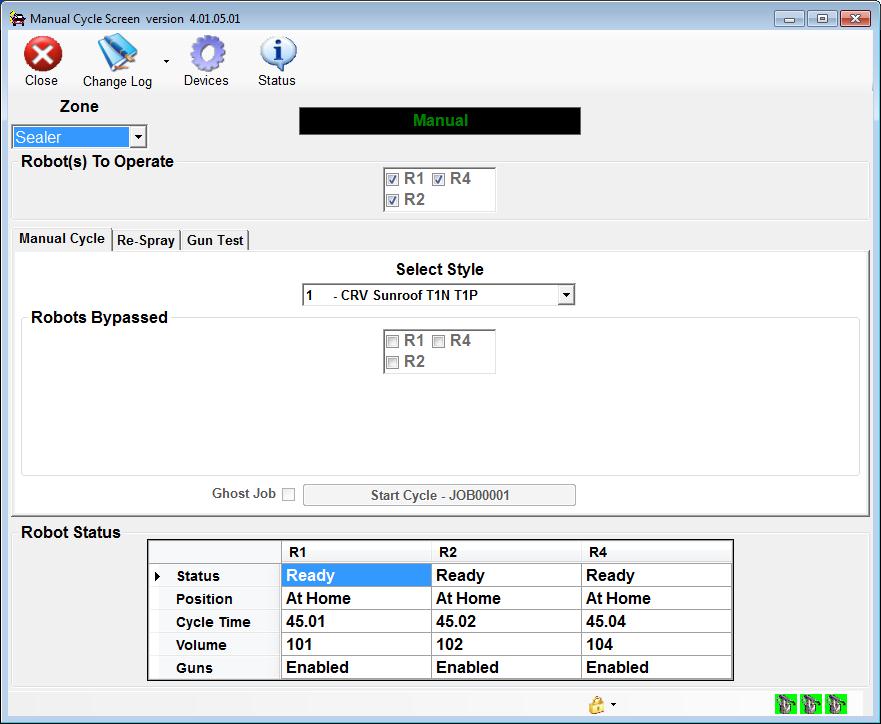 Manual Cycle Screen version 4.01.05.01
Close Change Log Devices Status
Zone
Manual
Sealer
Robot(s) To Operate
R1 R4
R2
Manual Cycle Re-Spray Gun Test
Select Style
1 - CRV Sunroof T1N T1P
Robots Bypassed
R1 R4
R2
Ghost Job Start Cycle - JOB00001
Robot Status
R1 R2 R4
Status Ready Ready Ready
Position At Home At Home At Home
Cycle Time 45.01 45.02 45.04
Volume 101 102 104
Guns Enabled Enabled Enabled